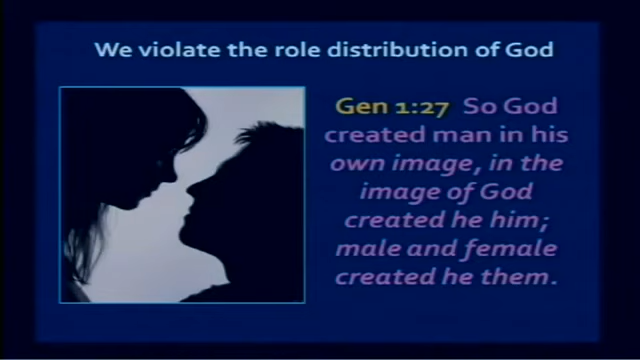 We violate the role distribution of God
Gen 1:27 So God
created man in his
own image, in the
image of God
created he him;
male and female
created he them.